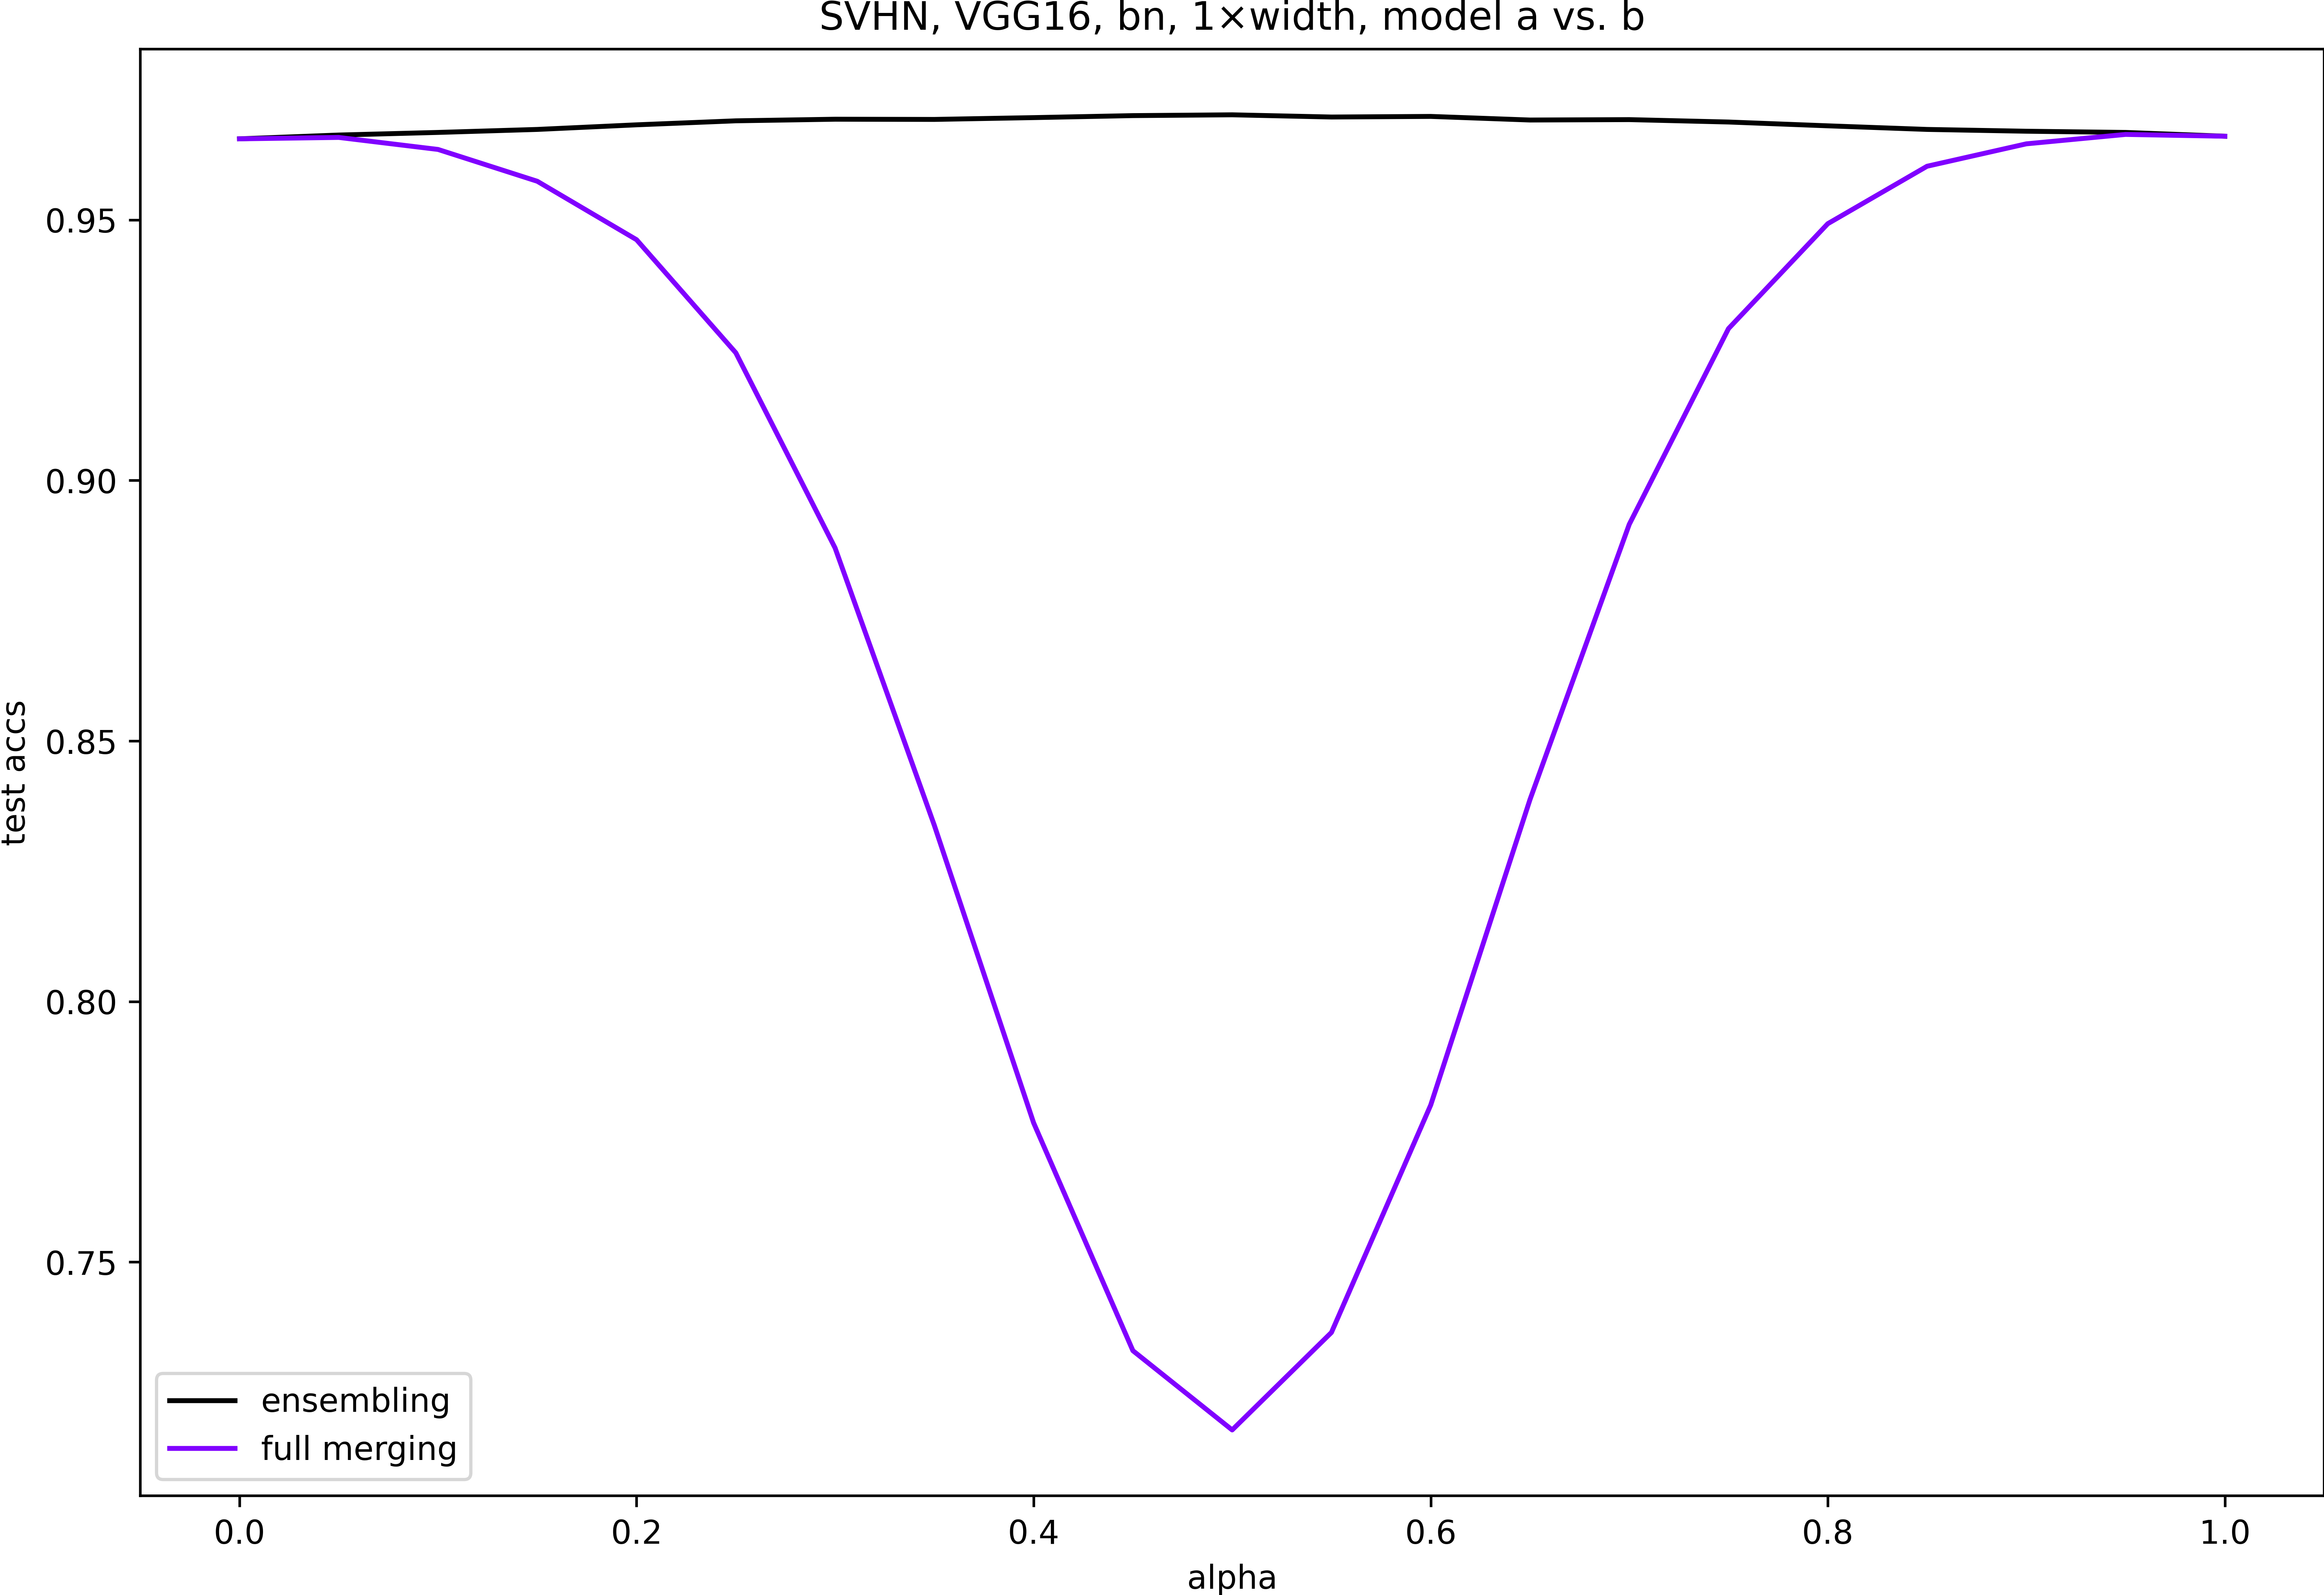 SVHN, VGG16, bn, 1×width, model a vs. b
0.95
0.90
0.85
0.80
0.75
test accs
ensembling
full merging
0.0 0.2 0.4 0.6 0.8 1.0
alpha